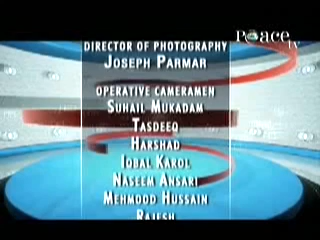 Peace tv
DIRECTOR OF PHOTOGRAPHY
JOSEPH PARMAR
OPERATIVE CAMERAMEN
SUHAIL MUKADAM
TASDEEQ
HARSHAD
IQBAL KAROL
NASEEM ANSARI
MEHMOOD HUSSAIN
RAJESH